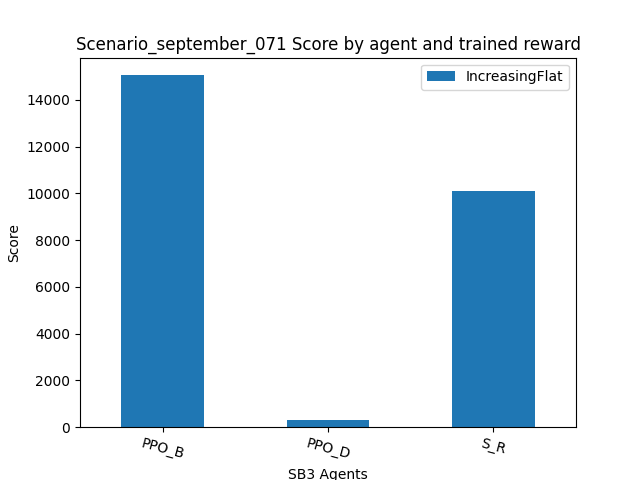 Scenario_september_071 Score by agent and trained reward
IncreasingFlat
14000
12000
10000
8000
6000
4000
2000
0
Score
PPO_B
PPO_D
S_R
SB3 Agents